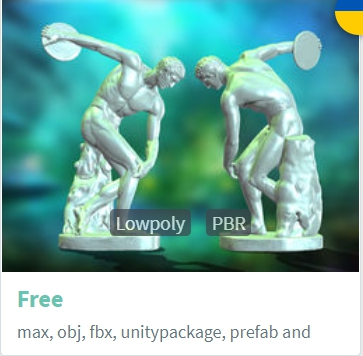 Lowpoly PBR
Free
max, obj, fbx, unitypackage, prefab and